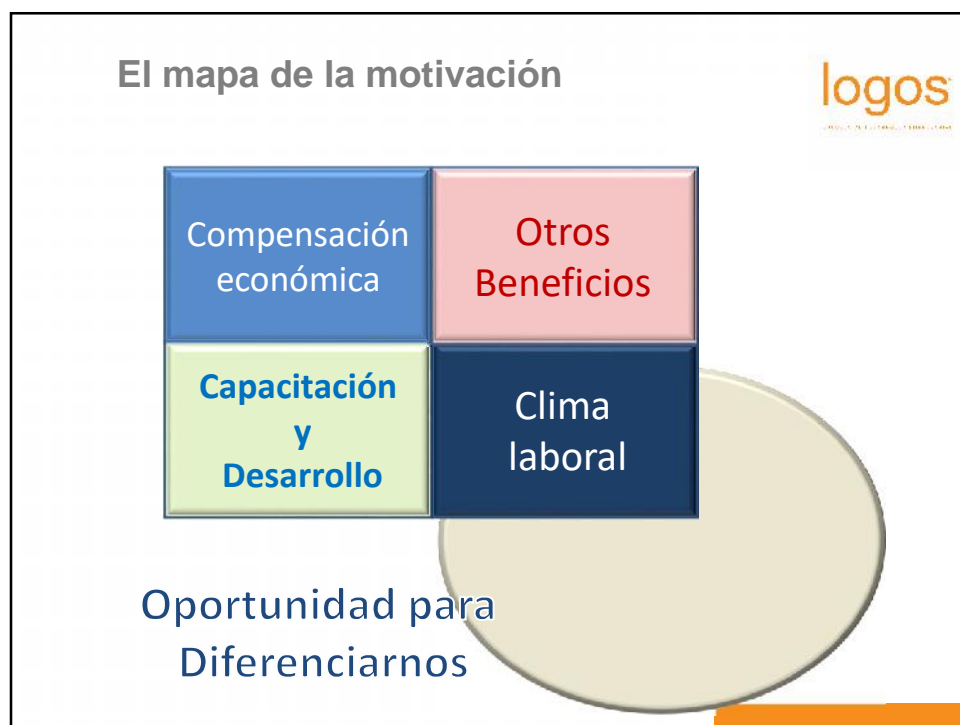 El mapa de la motivación
logos
Compensación
económica
Otros
Beneficios
Capacitación
y
Desarrollo
Clima
laboral
Oportunidad para
Diferenciarnos